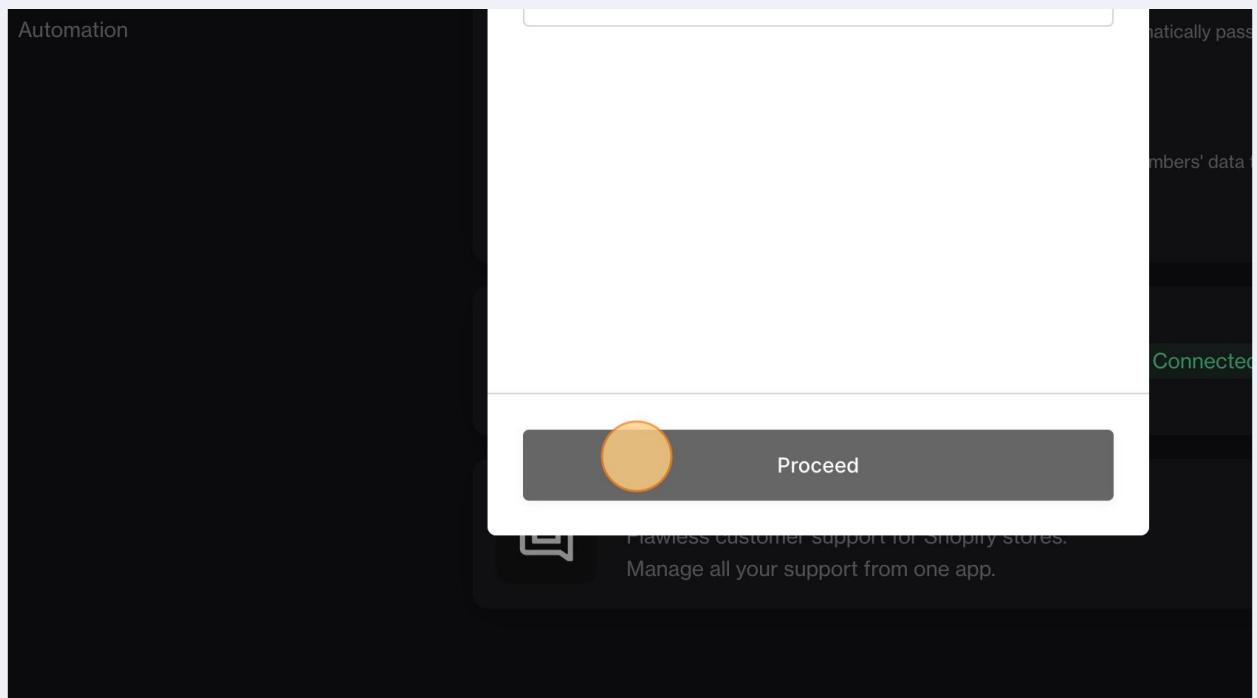 Automation
matically pass
mbers' data
Connected
Proceed
Flawless customer support for Shopify stores.
Manage all your support from one app.